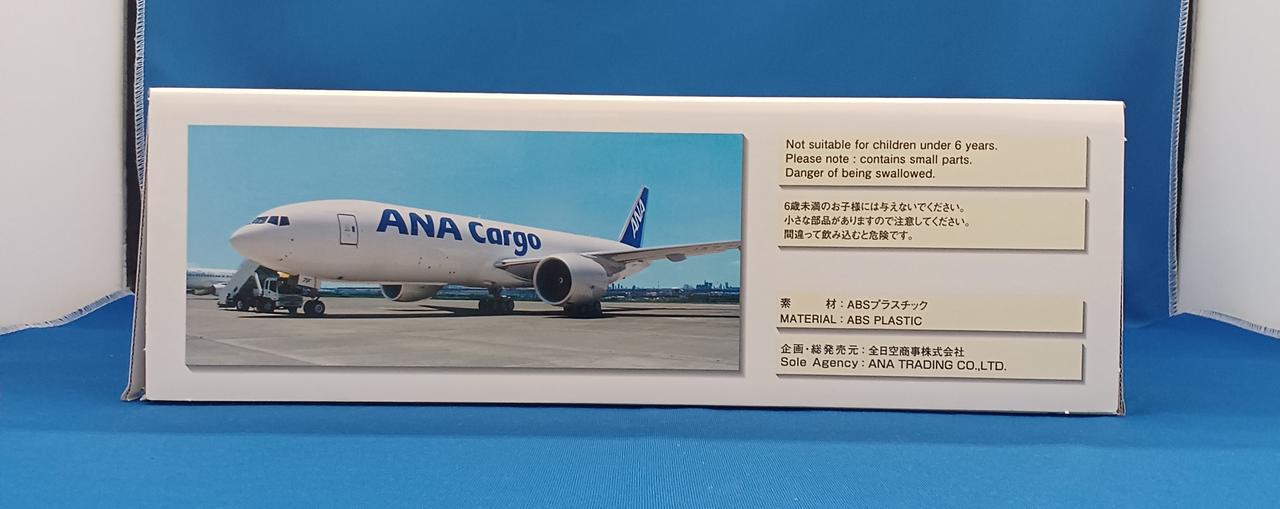 ANA Cargo
ANA
7F
Not suitable for children under 6 years.
Please note : contains small parts.
Danger of being swallowed.
6歳未満のお子様には与えないでください。
小さな部品がありますので注意してください。
間違って飲み込むと危険です。
素　　材：ABSプラスチック
MATERIAL : ABS PLASTIC
企画・総発売元：全日空商事株式会社
Sole Agency : ANA TRADING CO.,LTD.